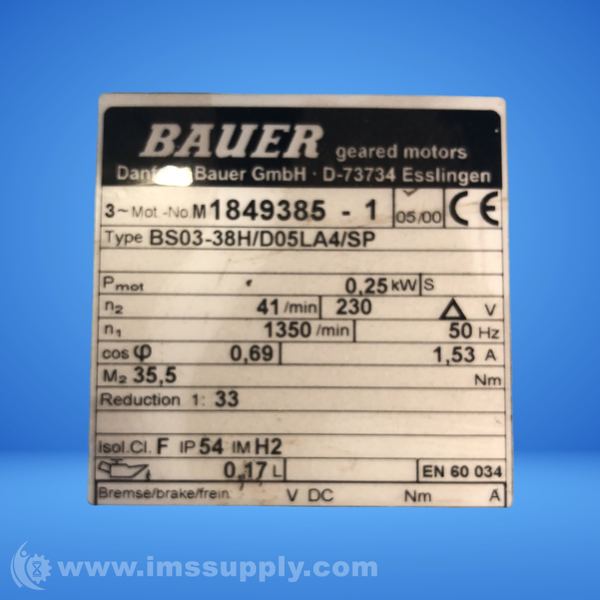 BAUER geared motors
Bauer GmbH · D-73734 Esslingen
3~ Mot -No. M 1849385 - 1 05/00 CE
Type BS03-38H/D05LA4/SP
Pmot 0,25 kW S
n2 41 /min 230 Δ V
n1 1350 /min 50 Hz
cos φ 0,69 1,53 A
M2 35,5 Nm
Reduction 1: 33
Isol.Cl. F IP 54 IM H2
0,17 L EN 60 034
Bremse/brake/frein V DC Nm A
www.imssupply.com